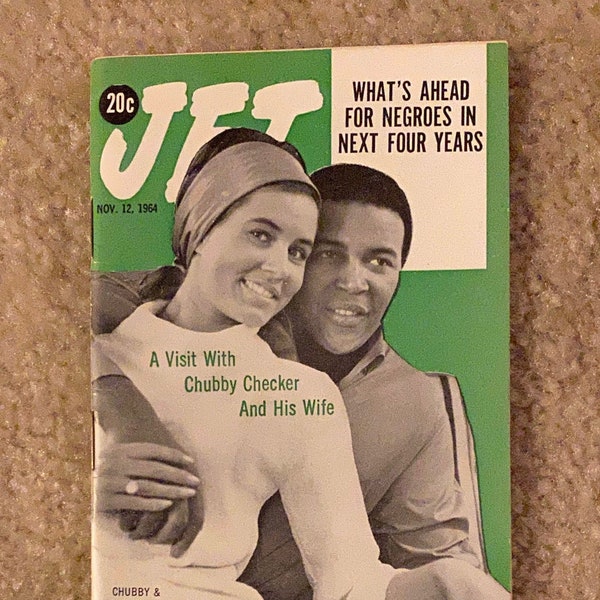 20c
JET
NOV. 12, 1964
WHAT'S AHEAD
FOR NEGROES IN
NEXT FOUR YEARS
A Visit With
Chubby Checker
And His Wife
CHUBBY &